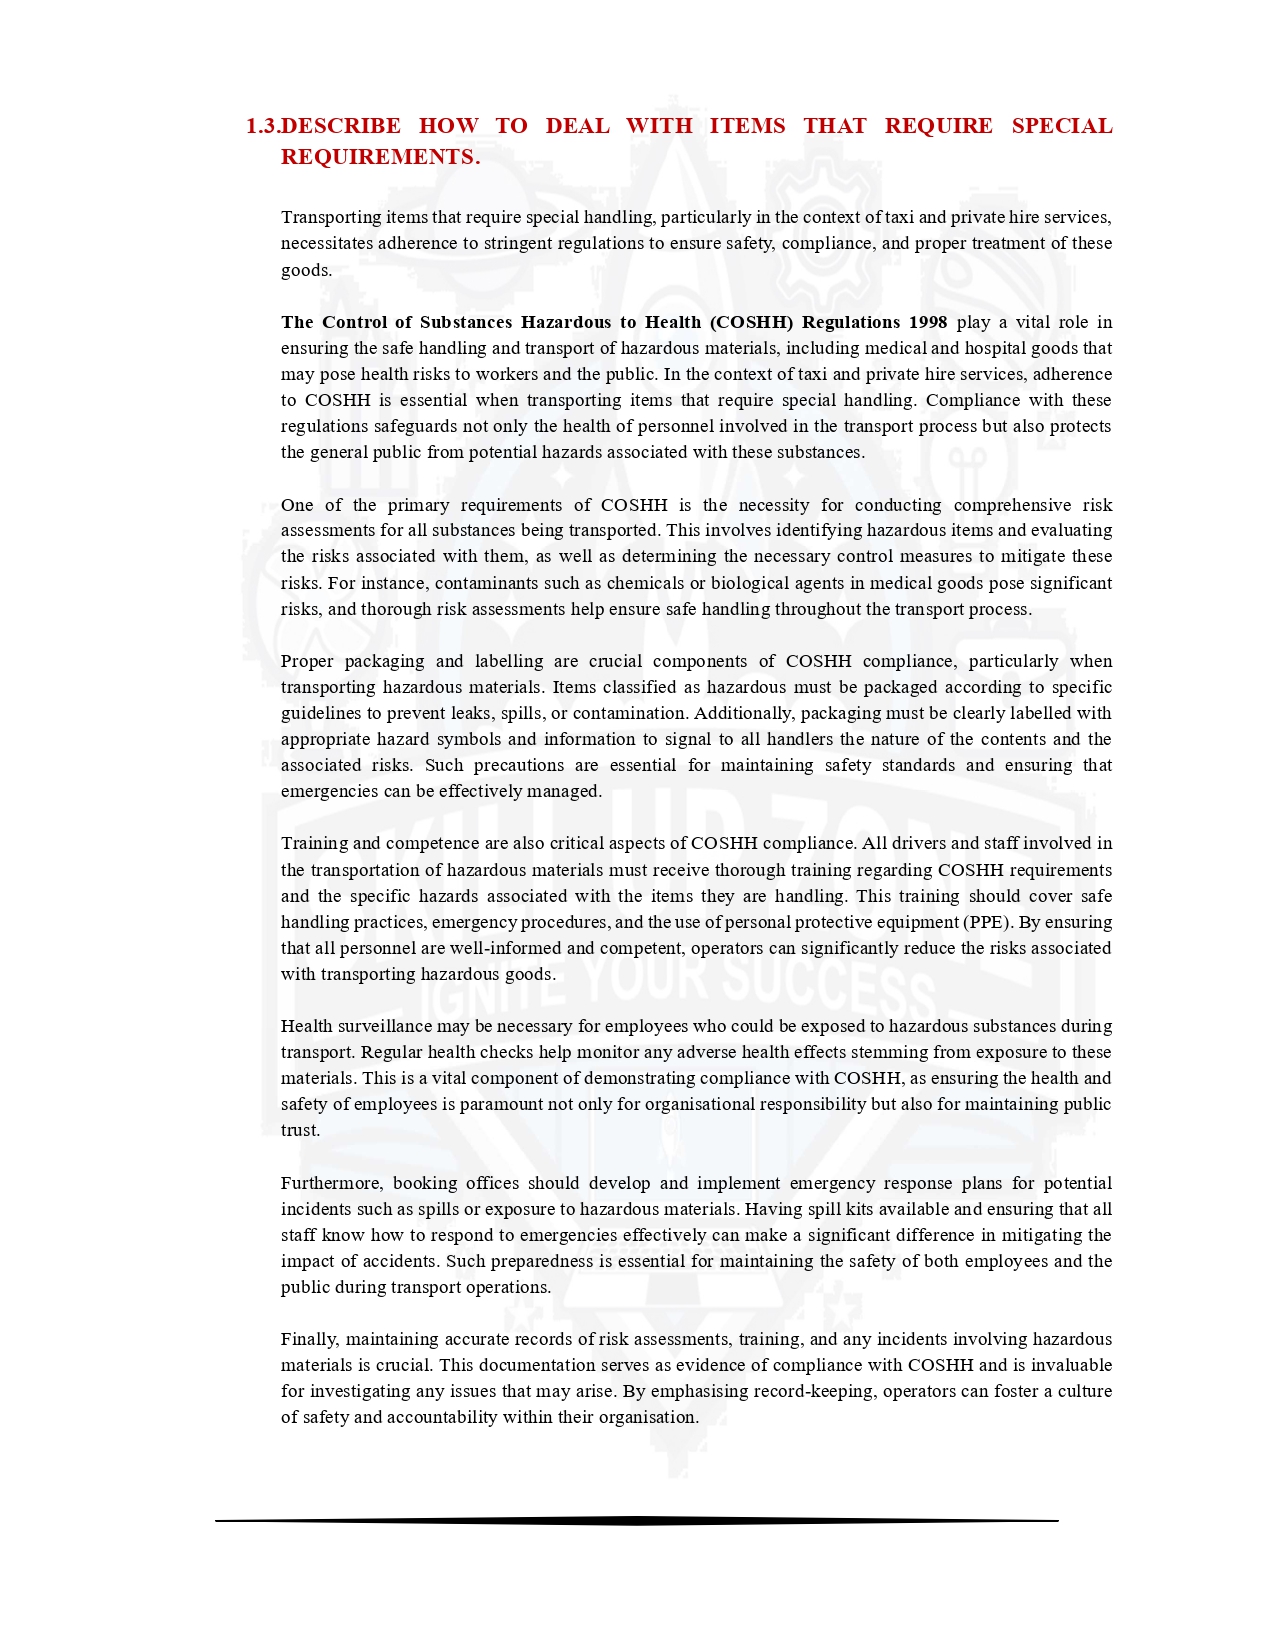 1.3.DESCRIBE HOW TO DEAL WITH ITEMS THAT REQUIRE SPECIAL
REQUIREMENTS.
Transporting items that require special handling, particularly in the context of taxi and private hire services,
necessitates adherence to stringent regulations to ensure safety, compliance, and proper treatment of these
goods.
The Control of Substances Hazardous to Health (COSHH) Regulations 1998 play a vital role in
ensuring the safe handling and transport of hazardous materials, including medical and hospital goods that
may pose health risks to workers and the public. In the context of taxi and private hire services, adherence
to COSHH is essential when transporting items that require special handling. Compliance with these
regulations safeguards not only the health of personnel involved in the transport process but also protects
the general public from potential hazards associated with these substances.
One of the primary requirements of COSHH is the necessity for conducting comprehensive risk
assessments for all substances being transported. This involves identifying hazardous items and evaluating
the risks associated with them, as well as determining the necessary control measures to mitigate these
risks. For instance, contaminants such as chemicals or biological agents in medical goods pose significant
risks, and thorough risk assessments help ensure safe handling throughout the transport process.
Proper packaging and labelling are crucial components of COSHH compliance, particularly when
transporting hazardous materials. Items classified as hazardous must be packaged according to specific
guidelines to prevent leaks, spills, or contamination. Additionally, packaging must be clearly labelled with
appropriate hazard symbols and information to signal to all handlers the nature of the contents and the
associated risks. Such precautions are essential for maintaining safety standards and ensuring that
emergencies can be effectively managed.
Training and competence are also critical aspects of COSHH compliance. All drivers and staff involved in
the transportation of hazardous materials must receive thorough training regarding COSHH requirements
and the specific hazards associated with the items they are handling. This training should cover safe
handling practices, emergency procedures, and the use of personal protective equipment (PPE). By ensuring
that all personnel are well-informed and competent, operators can significantly reduce the risks associated
with transporting hazardous goods.
SKILL UP ZONE
IGNITE YOUR SUCCESS
Health surveillance may be necessary for employees who could be exposed to hazardous substances during
transport. Regular health checks help monitor any adverse health effects stemming from exposure to these
materials. This is a vital component of demonstrating compliance with COSHH, as ensuring the health and
safety of employees is paramount not only for organisational responsibility but also for maintaining public
trust.
Furthermore, booking offices should develop and implement emergency response plans for potential
incidents such as spills or exposure to hazardous materials. Having spill kits available and ensuring that all
staff know how to respond to emergencies effectively can make a significant difference in mitigating the
impact of accidents. Such preparedness is essential for maintaining the safety of both employees and the
public during transport operations.
Finally, maintaining accurate records of risk assessments, training, and any incidents involving hazardous
materials is crucial. This documentation serves as evidence of compliance with COSHH and is invaluable
for investigating any issues that may arise. By emphasising record-keeping, operators can foster a culture
of safety and accountability within their organisation.